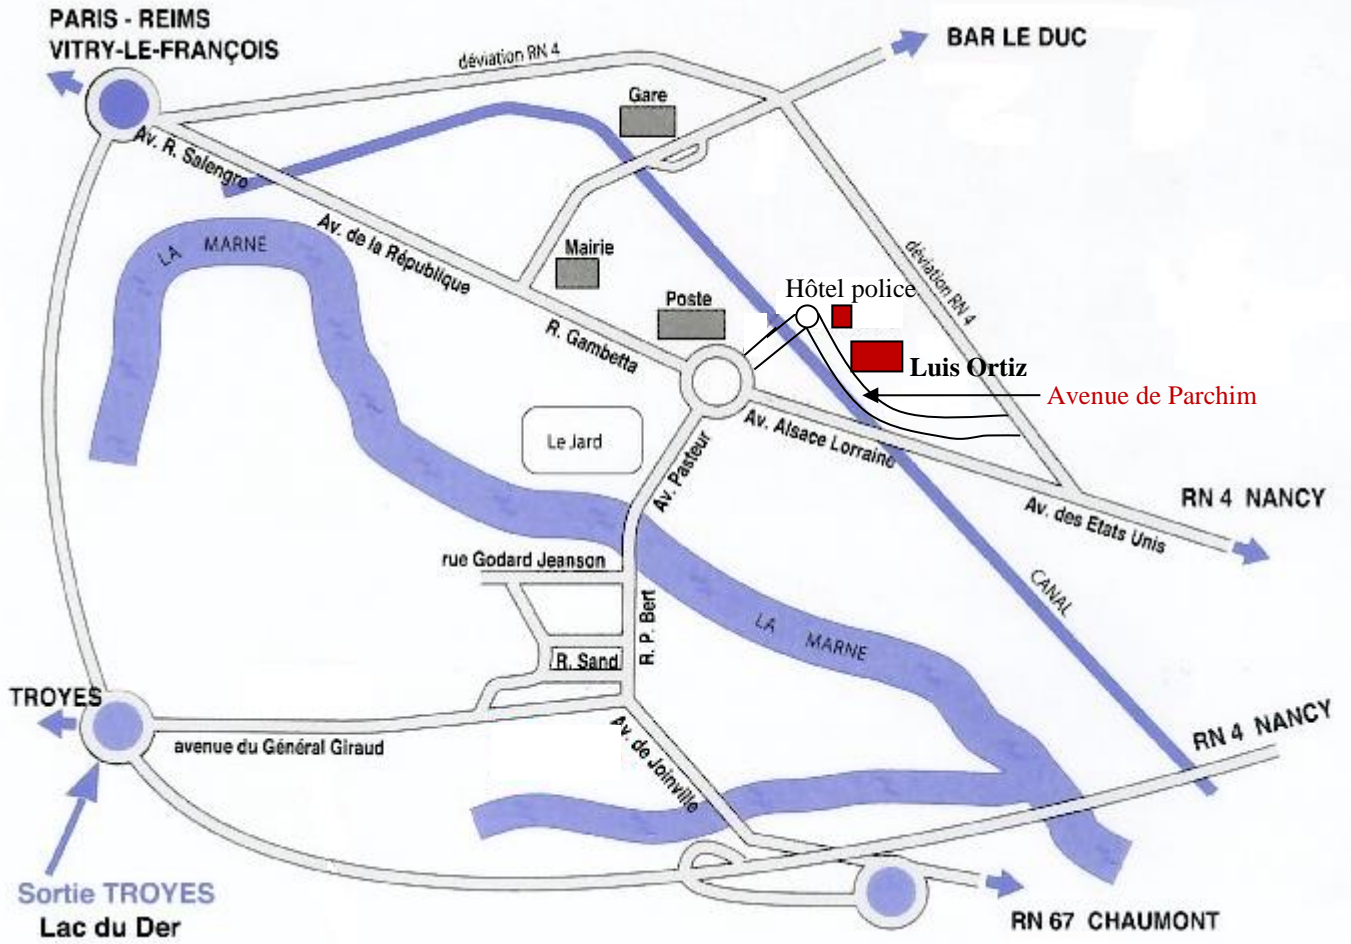 PARIS - REIMS
VITRY-LE-FRANÇOIS
déviation RN 4
BAR LE DUC
Gare
Av. R. Salengro
Av. de la République
LA MARNE
Mairie
déviation RN 4
Hôtel police
Poste
R. Gambetta
Luis Ortiz
Avenue de Parchim
Le Jard
Av. Alsace Lorraine
Av. Pasteur
RN 4 NANCY
Av. des Etats Unis
rue Godard Jeanson
CANAL
R. P. Bert
LA MARNE
R. Sand
TROYES
avenue du Général Giraud
Av. de Joinville
RN 4 NANCY
Sortie TROYES
Lac du Der
RN 67 CHAUMONT